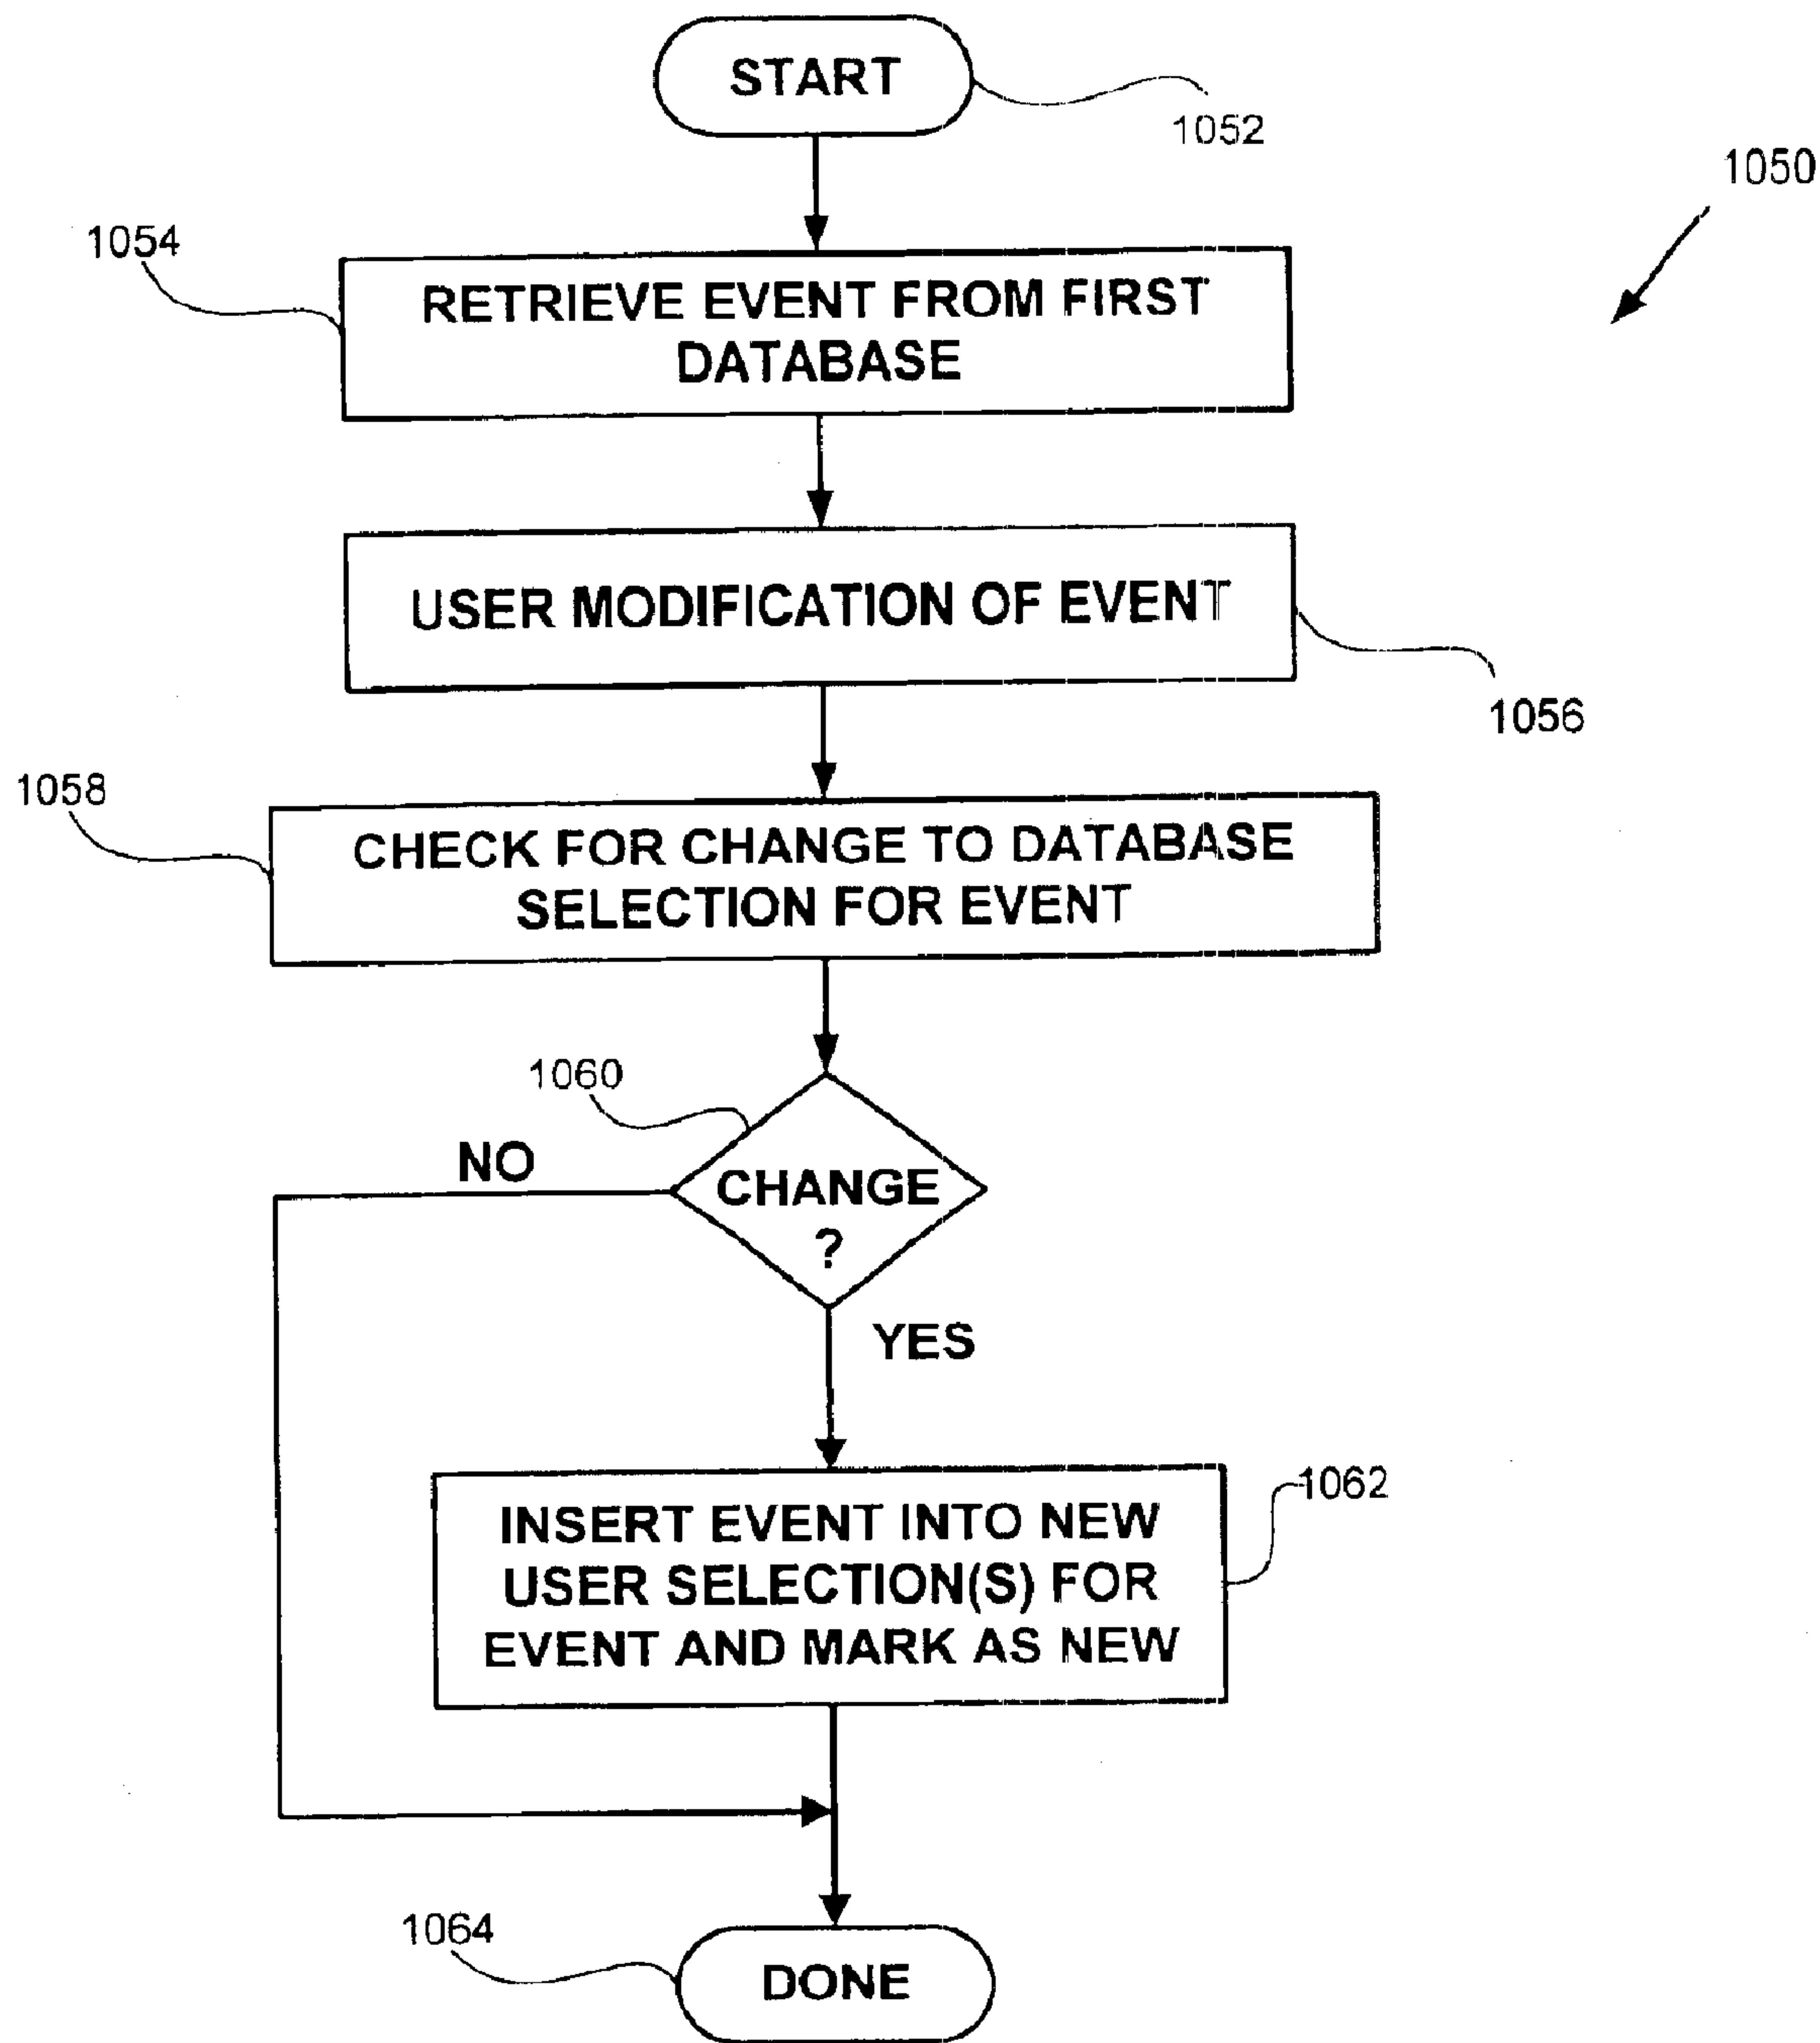 START
1052
1050
1054
RETRIEVE EVENT FROM FIRST
DATABASE
USER MODIFICATION OF EVENT
1056
1058
CHECK FOR CHANGE TO DATABASE
SELECTION FOR EVENT
1060
NO
CHANGE
?
YES
INSERT EVENT INTO NEW
USER SELECTION(S) FOR
EVENT AND MARK AS NEW
1062
1064
DONE